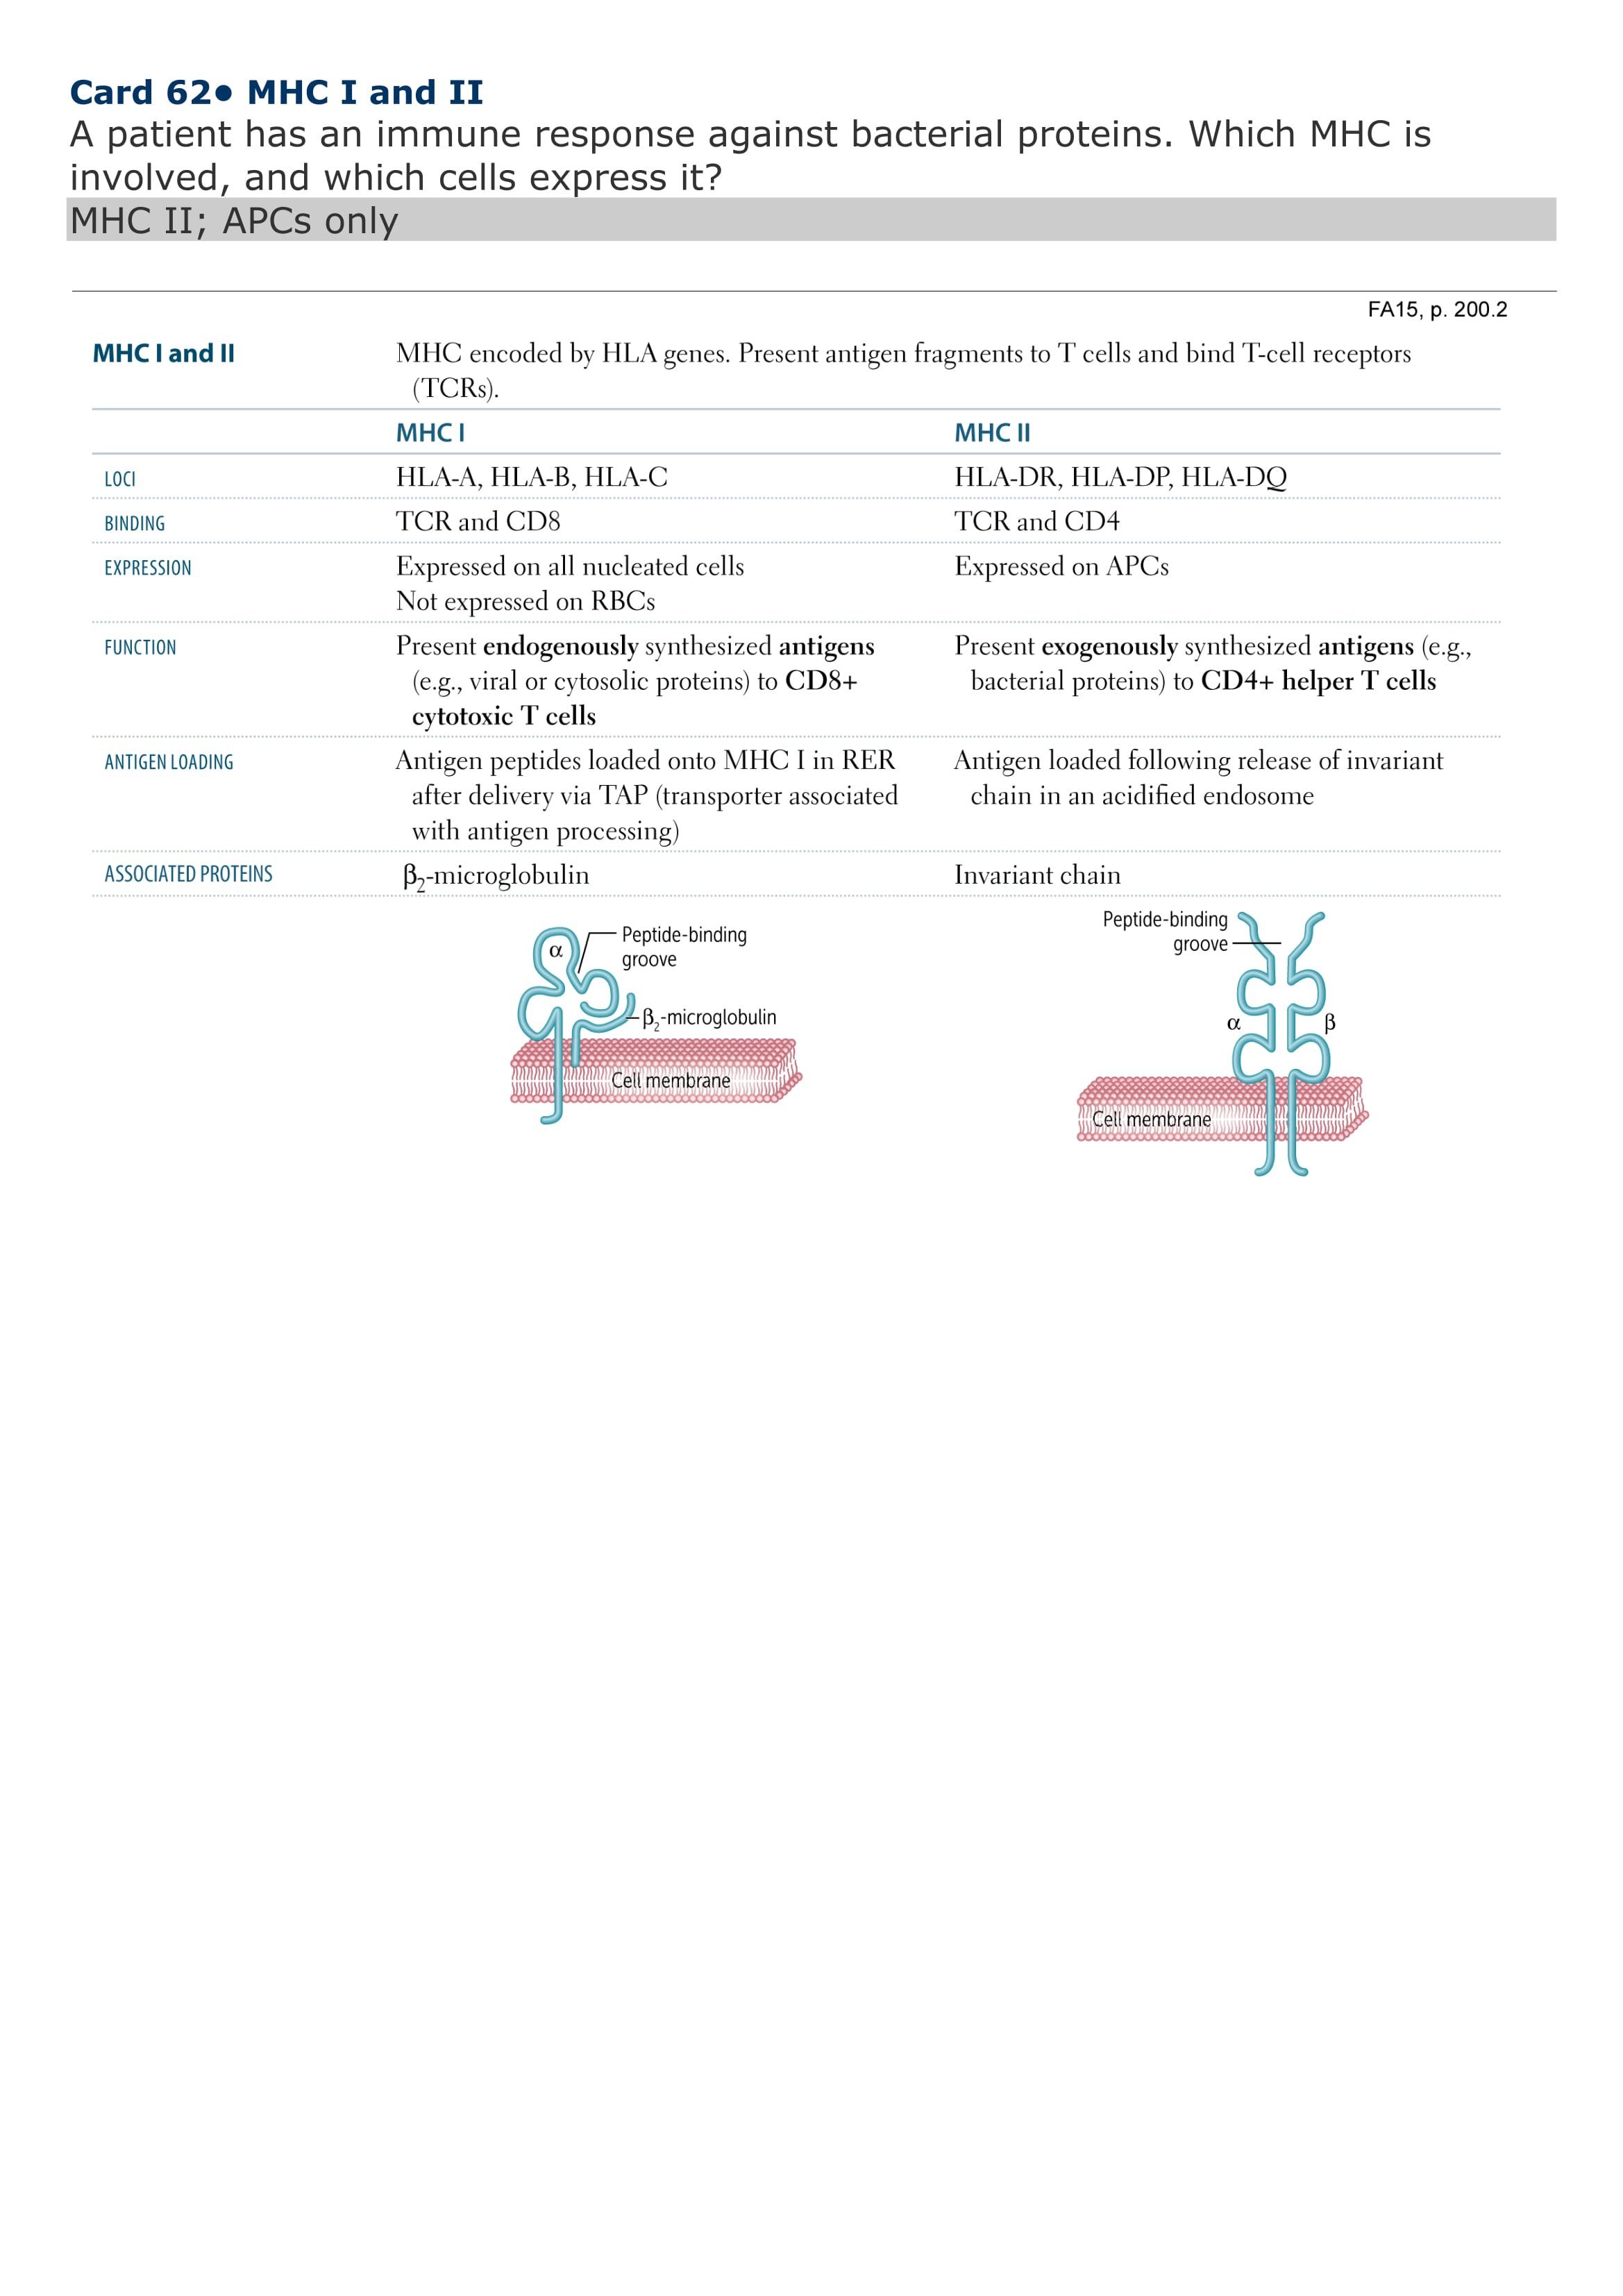 Card 62● MHC I and II
A patient has an immune response against bacterial proteins. Which MHC is
involved, and which cells express it?
MHC II; APCs only
FA15, p. 200.2
MHC I and II MHC encoded by HLA genes. Present antigen fragments to T cells and bind T-cell receptors
(TCRs).
MHC I MHC II
LOCI HLA-A, HLA-B, HLA-C HLA-DR, HLA-DP, HLA-DQ
BINDING TCR and CD8 TCR and CD4
EXPRESSION Expressed on all nucleated cells Expressed on APCs
Not expressed on RBCs
FUNCTION Present endogenously synthesized antigens Present exogenously synthesized antigens (e.g.,
(e.g., viral or cytosolic proteins) to CD8+ bacterial proteins) to CD4+ helper T cells
cytotoxic T cells
ANTIGEN LOADING Antigen peptides loaded onto MHC I in RER Antigen loaded following release of invariant
after delivery via TAP (transporter associated chain in an acidified endosome
with antigen processing)
ASSOCIATED PROTEINS β2-microglobulin Invariant chain
α Peptide-binding
groove
β2-microglobulin
Cell membrane
Peptide-binding
groove
α β
Cell membrane